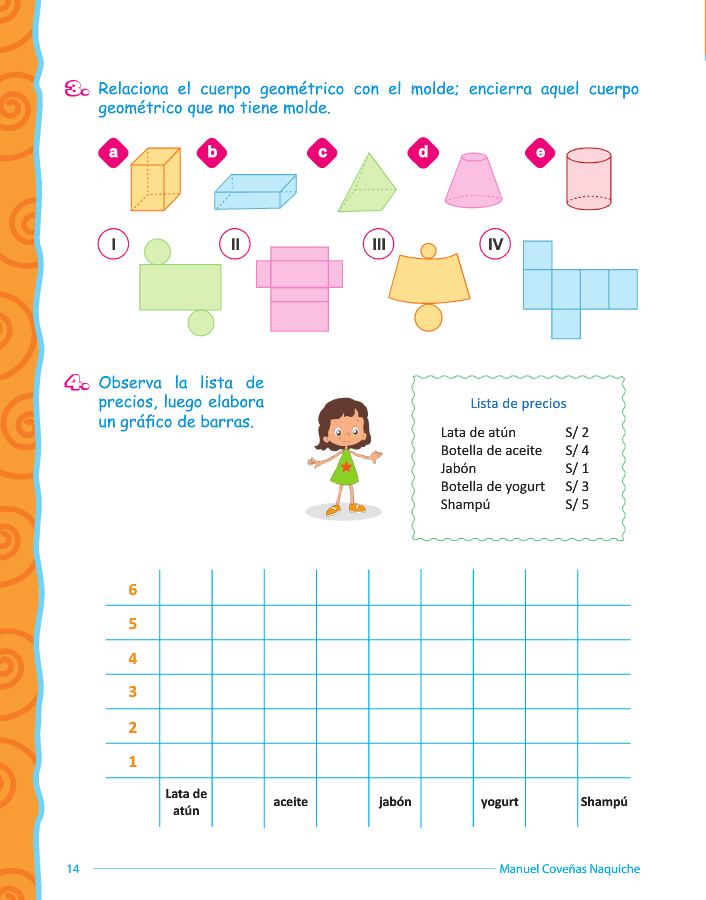 3. Relaciona el cuerpo geométrico con el molde; encierra aquel cuerpo
geométrico que no tiene molde.
a b c d e
I II III IV
4. Observa la lista de
precios, luego elabora
un gráfico de barras.
Lista de precios
Lata de atún S/ 2
Botella de aceite S/ 4
Jabón S/ 1
Botella de yogurt S/ 3
Shampú S/ 5
6
5
4
3
2
1
Lata de
atún aceite jabón yogurt Shampú
14 Manuel Coveñas Naquiche